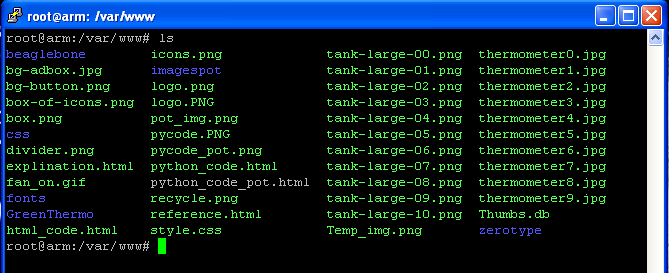 root@arm: /var/www
root@arm:/var/www# ls
beaglebone icons.png tank-large-00.png thermometer0.jpg
bg-adbox.jpg imagespot tank-large-01.png thermometer1.jpg
bg-button.png logo.png tank-large-02.png thermometer2.jpg
box-of-icons.png logo.PNG tank-large-03.png thermometer3.jpg
box.png pot_img.png tank-large-04.png thermometer4.jpg
css pycode.PNG tank-large-05.png thermometer5.jpg
divider.png pycode_pot.png tank-large-06.png thermometer6.jpg
explination.html python_code.html tank-large-07.png thermometer7.jpg
fan_on.gif python_code_pot.html tank-large-08.png thermometer8.jpg
fonts recycle.png tank-large-09.png thermometer9.jpg
GreenThermo reference.html tank-large-10.png Thumbs.db
html_code.html style.css Temp_img.png zerotype
root@arm:/var/www#